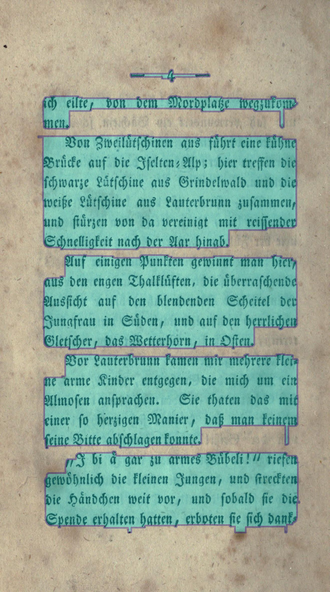 ich eilte, von dem Mordplatze wegzukom-
men.
Von Zweilütschinen aus führt eine kühne
Brücke auf die Iselten-Alp; hier treffen die
schwarze Lütschine aus Grindelwald und die
weiße Lütschine aus Lauterbrunn zusammen,
und stürzen von da vereinigt mit reissender
Schnelligkeit nach der Aar hinab.
Auf einigen Punkten gewinnt man hier,
aus den engen Thalklüften, die überraschende
Aussicht auf den blendenden Scheitel der
Jungfrau in Süden, und auf den herrlichen
Gletscher, das Wetterhorn, in Osten.
Vor Lauterbrunn kamen mir mehrere klei-
ne arme Kinder entgegen, die mich um ein
Almosen ansprachen. Sie thaten das mit
einer so herzigen Manier, daß man keinem
seine Bitte abschlagen konnte.
„I bi à gar zu armes Bübeli!" riefen
gewöhnlich die kleinen Jungen, und streckten
die Händchen weit vor, und sobald sie die
Spende erhalten hatten, erboten sie sich dank-